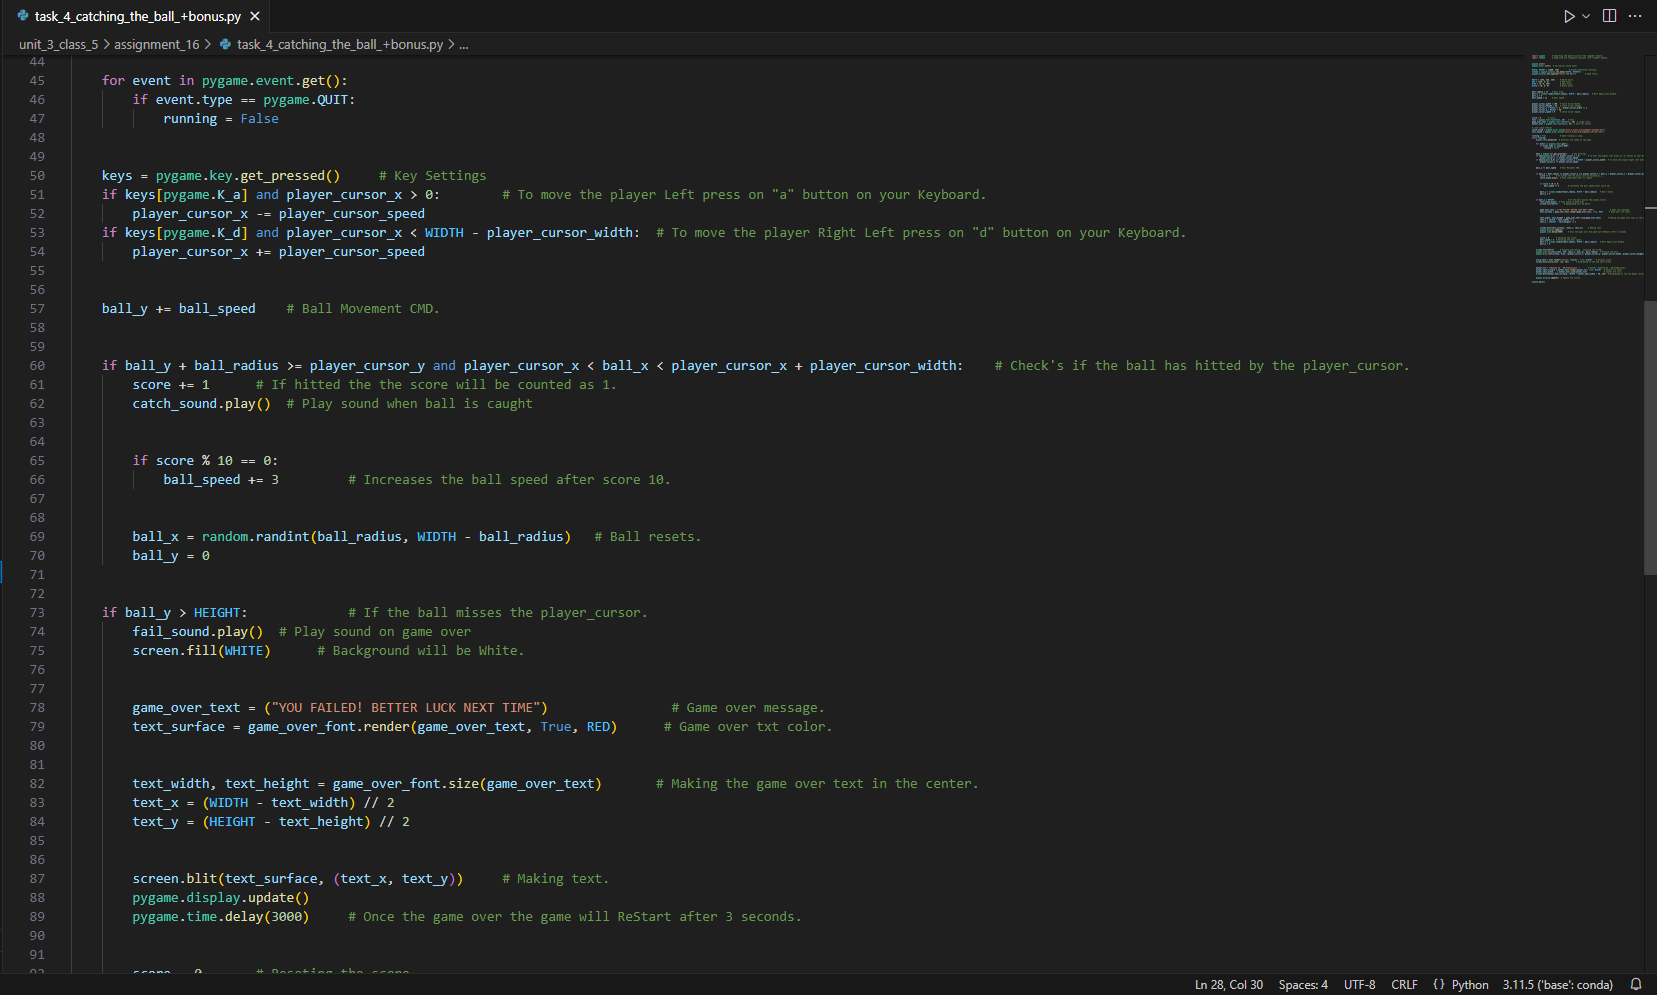 task_4_catching_the_ball_+bonus.py
unit_3_class_5 > assignment_16 > task_4_catching_the_ball_+bonus.py > ...
44
45 for event in pygame.event.get():
46 if event.type == pygame.QUIT:
47 running = False
48
49
50 keys = pygame.key.get_pressed() # Key Settings
51 if keys[pygame.K_a] and player_cursor_x > 0: # To move the player Left press on "a" button on your Keyboard.
52 player_cursor_x -= player_cursor_speed
53 if keys[pygame.K_d] and player_cursor_x < WIDTH - player_cursor_width: # To move the player Right Left press on "d" button on your Keyboard.
54 player_cursor_x += player_cursor_speed
55
56
57 ball_y += ball_speed # Ball Movement CMD.
58
59
60 if ball_y + ball_radius >= player_cursor_y and player_cursor_x < ball_x < player_cursor_x + player_cursor_width: # Check's if the ball has hitted by the player_cursor.
61 score += 1 # If hitted the the score will be counted as 1.
62 catch_sound.play() # Play sound when ball is caught
63
64
65 if score % 10 == 0:
66 ball_speed += 3 # Increases the ball speed after score 10.
67
68
69 ball_x = random.randint(ball_radius, WIDTH - ball_radius) # Ball resets.
70 ball_y = 0
71
72
73 if ball_y > HEIGHT: # If the ball misses the player_cursor.
74 fail_sound.play() # Play sound on game over
75 screen.fill(WHITE) # Background will be White.
76
77
78 game_over_text = ("YOU FAILED! BETTER LUCK NEXT TIME") # Game over message.
79 text_surface = game_over_font.render(game_over_text, True, RED) # Game over txt color.
80
81
82 text_width, text_height = game_over_font.size(game_over_text) # Making the game over text in the center.
83 text_x = (WIDTH - text_width) // 2
84 text_y = (HEIGHT - text_height) // 2
85
86
87 screen.blit(text_surface, (text_x, text_y)) # Making text.
88 pygame.display.update()
89 pygame.time.delay(3000) # Once the game over the game will ReStart after 3 seconds.
90
91
Ln 28, Col 30 Spaces: 4 UTF-8 CRLF {} Python 3.11.5 ('base': conda)